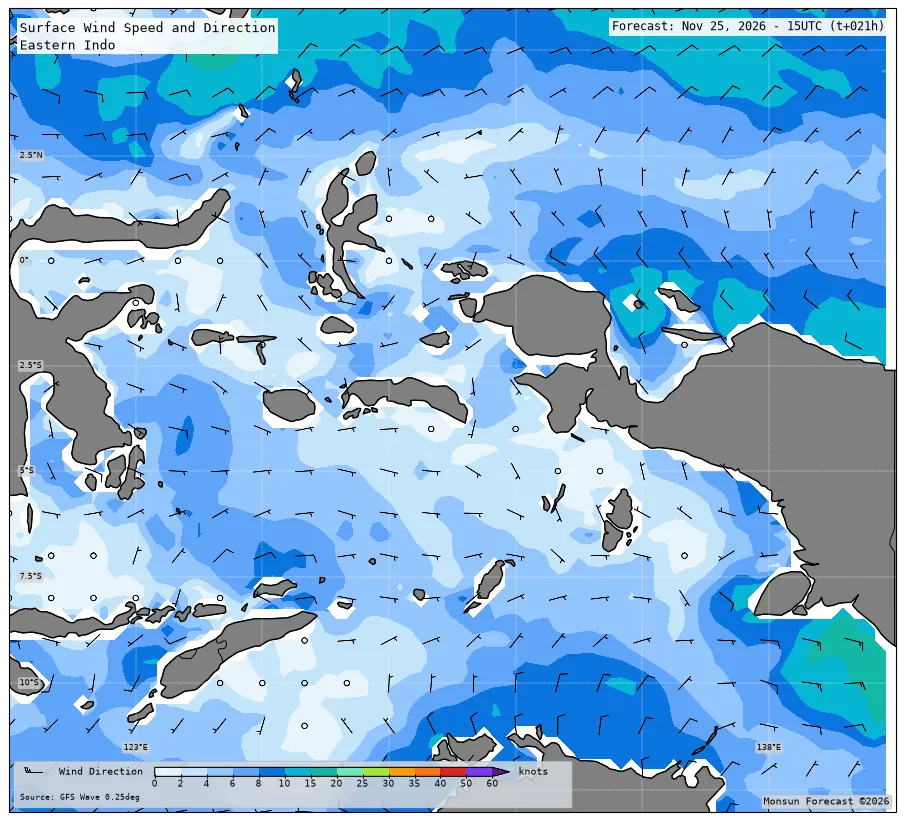 Surface Wind Speed and Direction
Eastern Indo
Forecast: Nov 25, 2026 - 15UTC (t+021h)
2.5°N
0°
2.5°S
5°S
7.5°S
10°S
123°E
138°E
Wind Direction
knots
0 2 4 6 8 10 15 20 25 30 35 40 50 60
Source: GFS Wave 0.25deg
Monsun Forecast ©2026